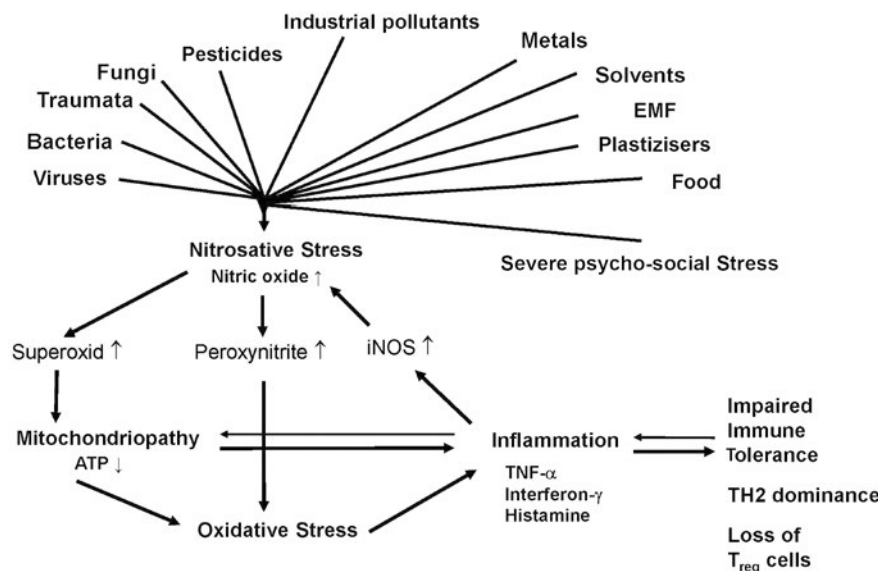 Industrial pollutants
Pesticides
Metals
Fungi
Solvents
Traumata
EMF
Bacteria
Plastizisers
Viruses
Food
Nitrosative Stress
Nitric oxide ↑
Severe psycho-social Stress
Superoxid ↑
Peroxynitrite ↑
iNOS ↑
Mitochondriopathy
ATP ↓
Inflammation
TNF-α
Interferon-γ
Histamine
Oxidative Stress
Impaired
Immune
Tolerance
TH2 dominance
Loss of
Treg cells